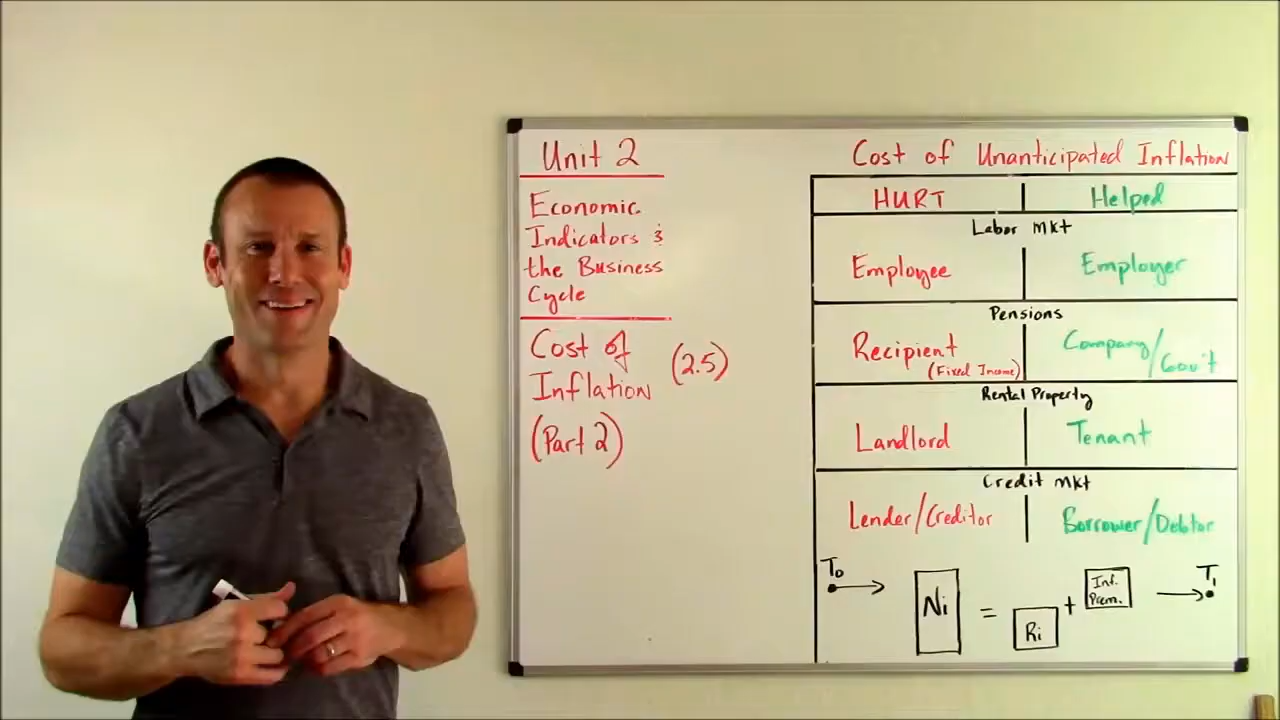 Unit 2
Economic
Indicators &
the Business
Cycle
Cost of
Inflation (2.5)
(Part 2)
Cost of Unanticipated Inflation
HURT Helped
Labor Mkt
Employee Employer
Pensions
Recipient Company/
(Fixed Income) Gov't
Rental Property
Landlord Tenant
Credit Mkt
Lender/Creditor Borrower/Debtor
T₀ Ni = Ri + Inf. Prem. T₁